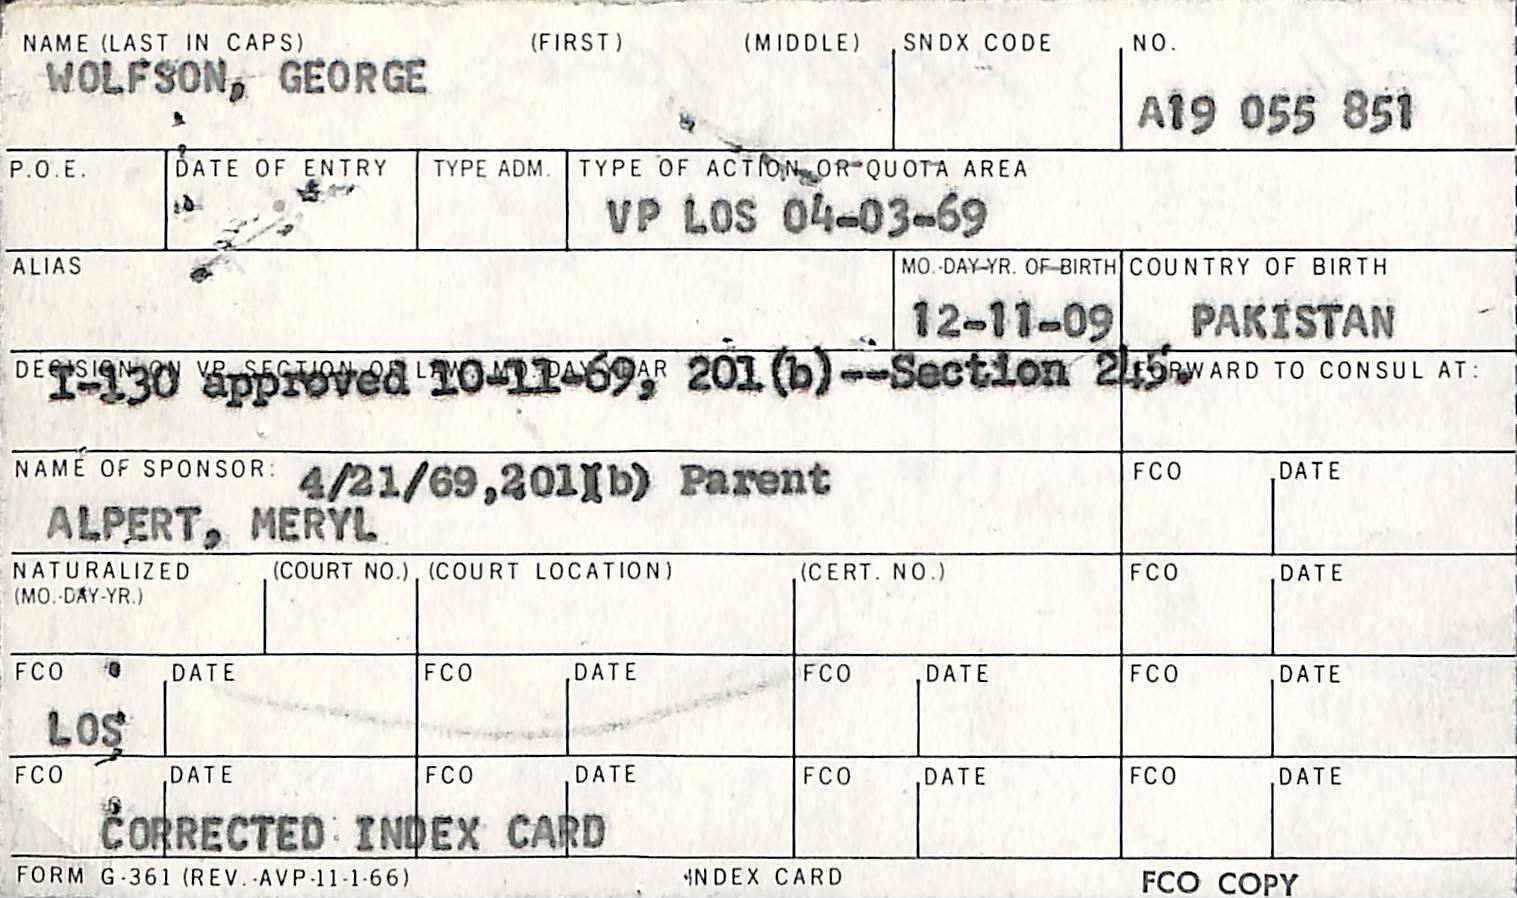 NAME (LAST IN CAPS) (FIRST) (MIDDLE) SNDX CODE NO.
WOLFSON, GEORGE
A19 055 851
P.O.E. DATE OF ENTRY TYPE ADM. TYPE OF ACTION OR QUOTA AREA
VP LOS 04-03-69
ALIAS MO.-DAY-YR. OF BIRTH COUNTRY OF BIRTH
12-11-09 PAKISTAN
DECISION ON VP, SECTION OF LAW, MO. DAY YEAR FORWARD TO CONSUL AT:
I-130 approved 10-11-69, 201(b)--Section 245.
NAME OF SPONSOR: 4/21/69,201(b) Parent FCO DATE
ALPERT, MERYL
NATURALIZED (COURT NO.) (COURT LOCATION) (CERT. NO.) FCO DATE
(MO.-DAY-YR.)
FCO DATE FCO DATE FCO DATE FCO DATE
LOS
FCO DATE FCO DATE FCO DATE FCO DATE
CORRECTED INDEX CARD
FORM G-361 (REV. AVP-11-1-66) INDEX CARD FCO COPY